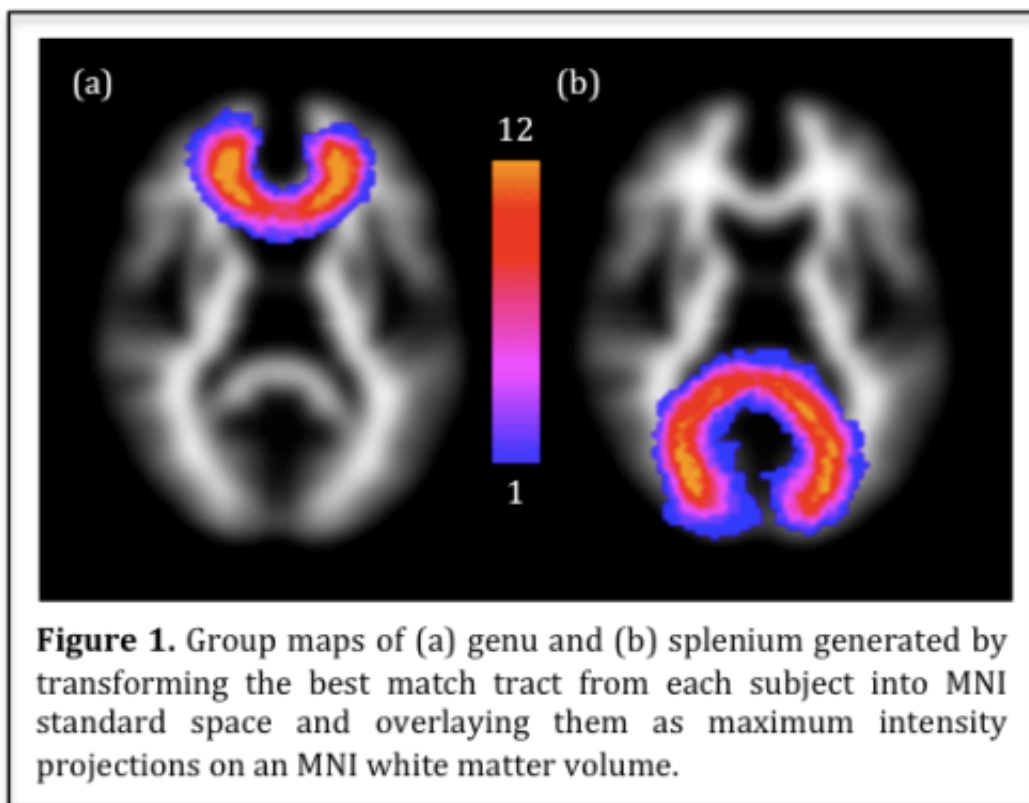 (a)
(b)
12
1
Figure 1. Group maps of (a) genu and (b) splenium generated by
transforming the best match tract from each subject into MNI
standard space and overlaying them as maximum intensity
projections on an MNI white matter volume.